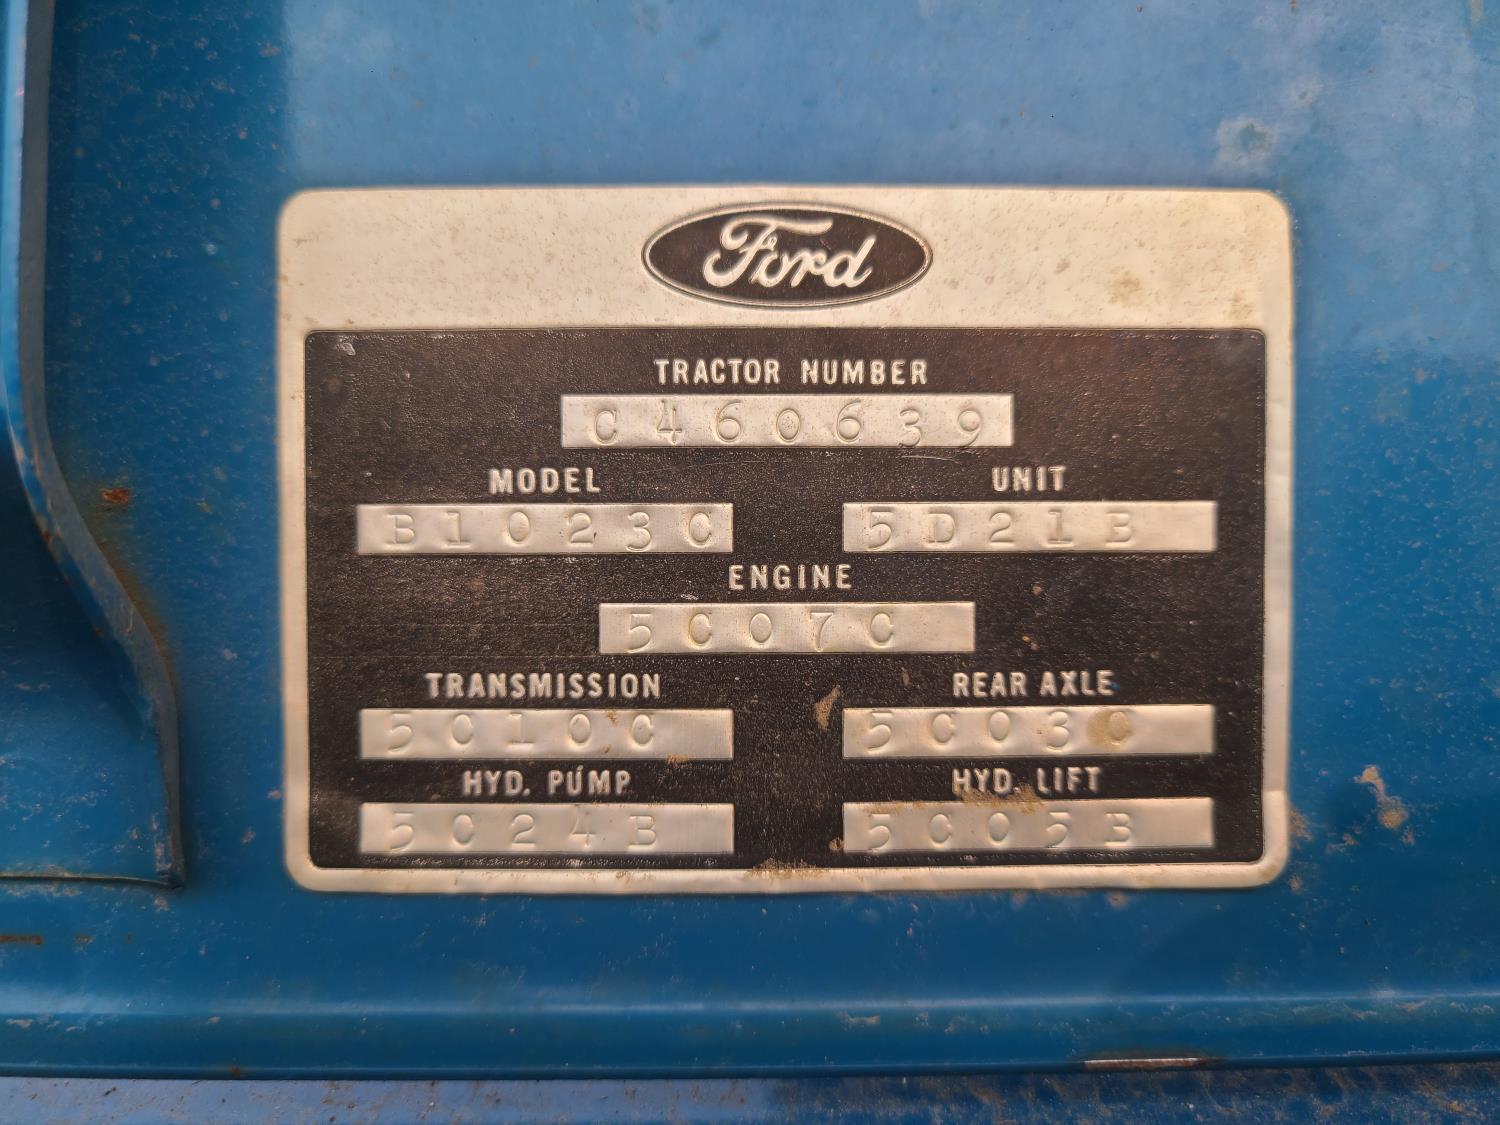 Ford
TRACTOR NUMBER
C460639
MODEL UNIT
B1023C 5D21B
ENGINE
5C07C
TRANSMISSION REAR AXLE
5C10C 5C03C
HYD. PUMP HYD. LIFT
5C24B 5C05B